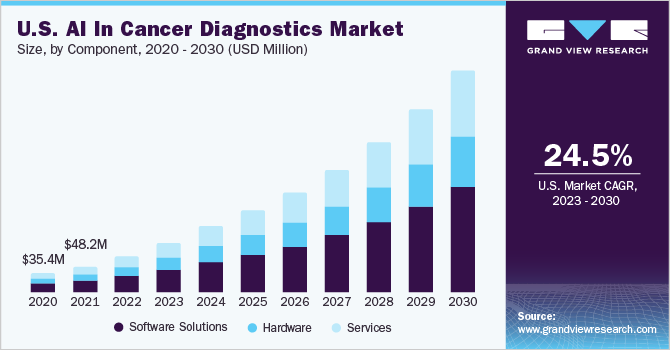 U.S. AI In Cancer Diagnostics Market
Size, by Component, 2020 - 2030 (USD Million)
$35.4M
$48.2M
2020 2021 2022 2023 2024 2025 2026 2027 2028 2029 2030
Software Solutions Hardware Services
GRAND VIEW RESEARCH
24.5%
U.S. Market CAGR,
2023 - 2030
Source:
www.grandviewresearch.com